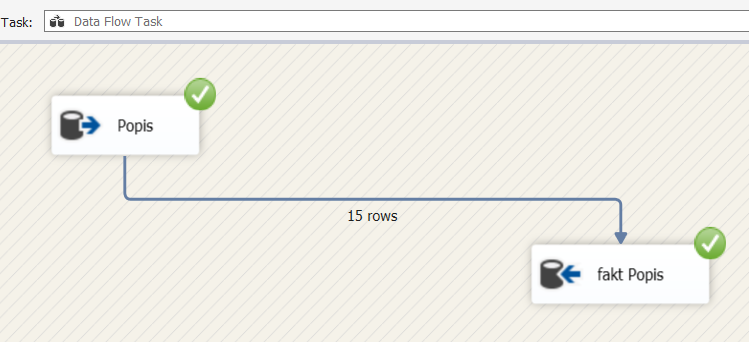 Task: Data Flow Task
Popis
15 rows
fakt Popis